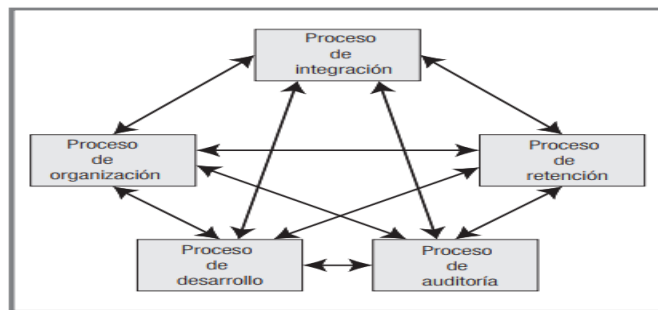 Proceso
de
integración
Proceso
de
organización
Proceso
de
retención
Proceso
de
desarrollo
Proceso
de
auditoría